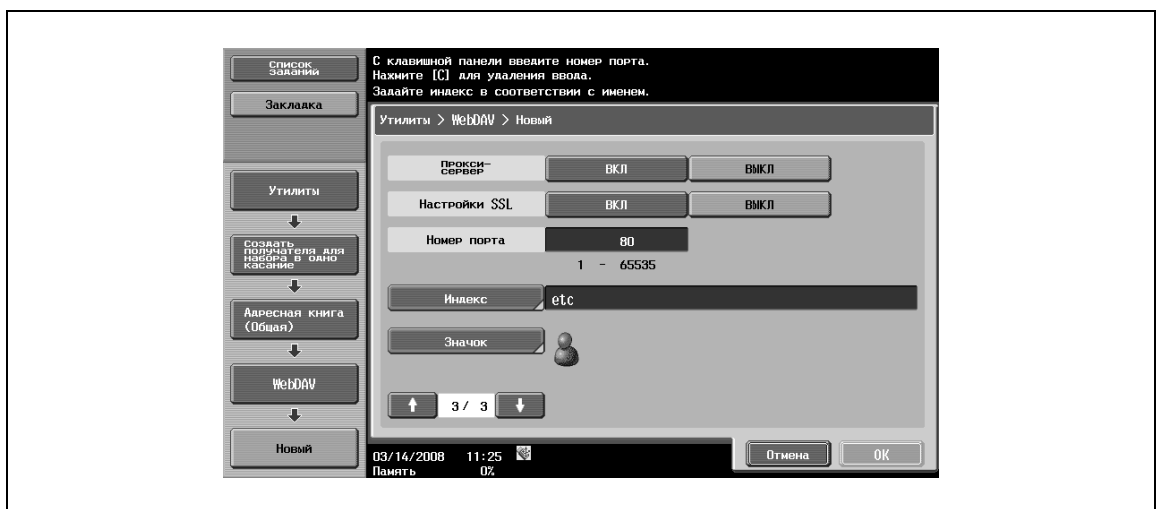 Список
заданий
Закладка
Утилиты
Создать
получателя для
набора в одно
касание
Адресная книга
(Общая)
WebDAV
Новый
С клавишной панели введите номер порта.
Нажмите [C] для удаления ввода.
Задайте индекс в соответствии с именем.
Утилиты > WebDAV > Новый
Прокси-
сервер
ВКЛ
ВЫКЛ
Настройки SSL
ВКЛ
ВЫКЛ
Номер порта
80
1 - 65535
Индекс
etc
Значок
3/ 3
03/14/2008 11:25
Память 0%
Отмена
OK